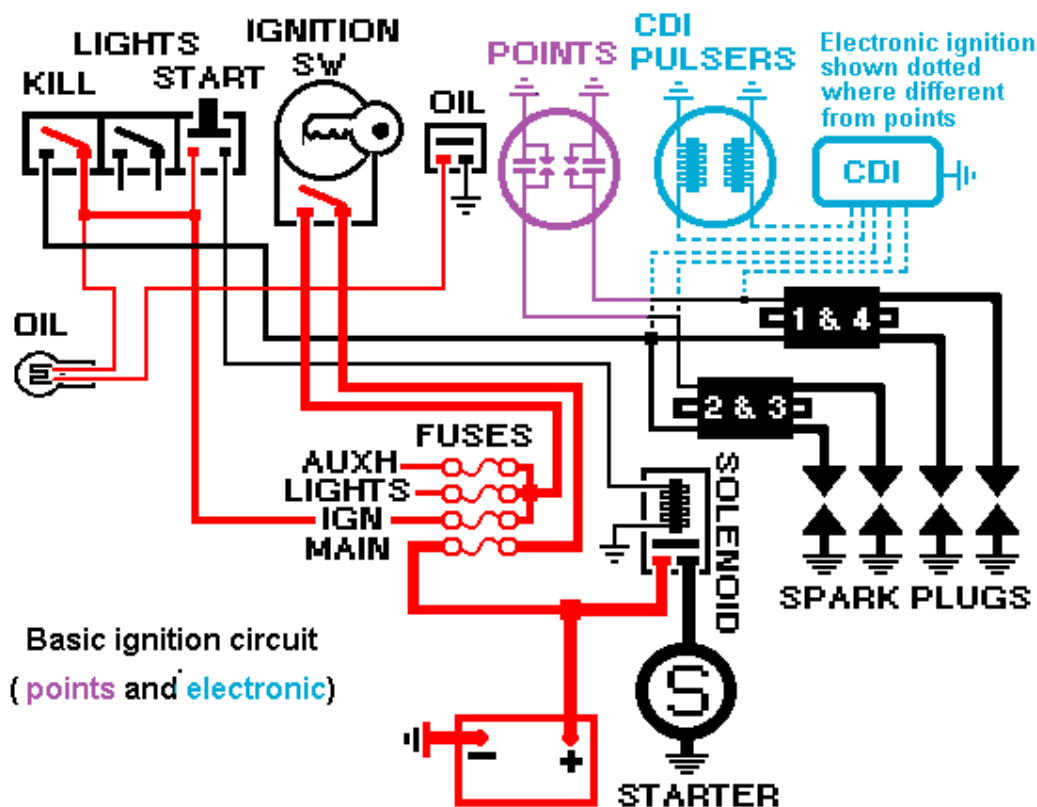 LIGHTS
KILL
START
IGNITION
SW
OIL
POINTS
CDI
PULSERS
Electronic ignition
shown dotted
where different
from points
CDI
1 & 4
OIL
2 & 3
FUSES
AUXH
LIGHTS
IGN
MAIN
SOLENOID
SPARK PLUGS
Basic ignition circuit
( points and electronic)
S
- +
STARTER